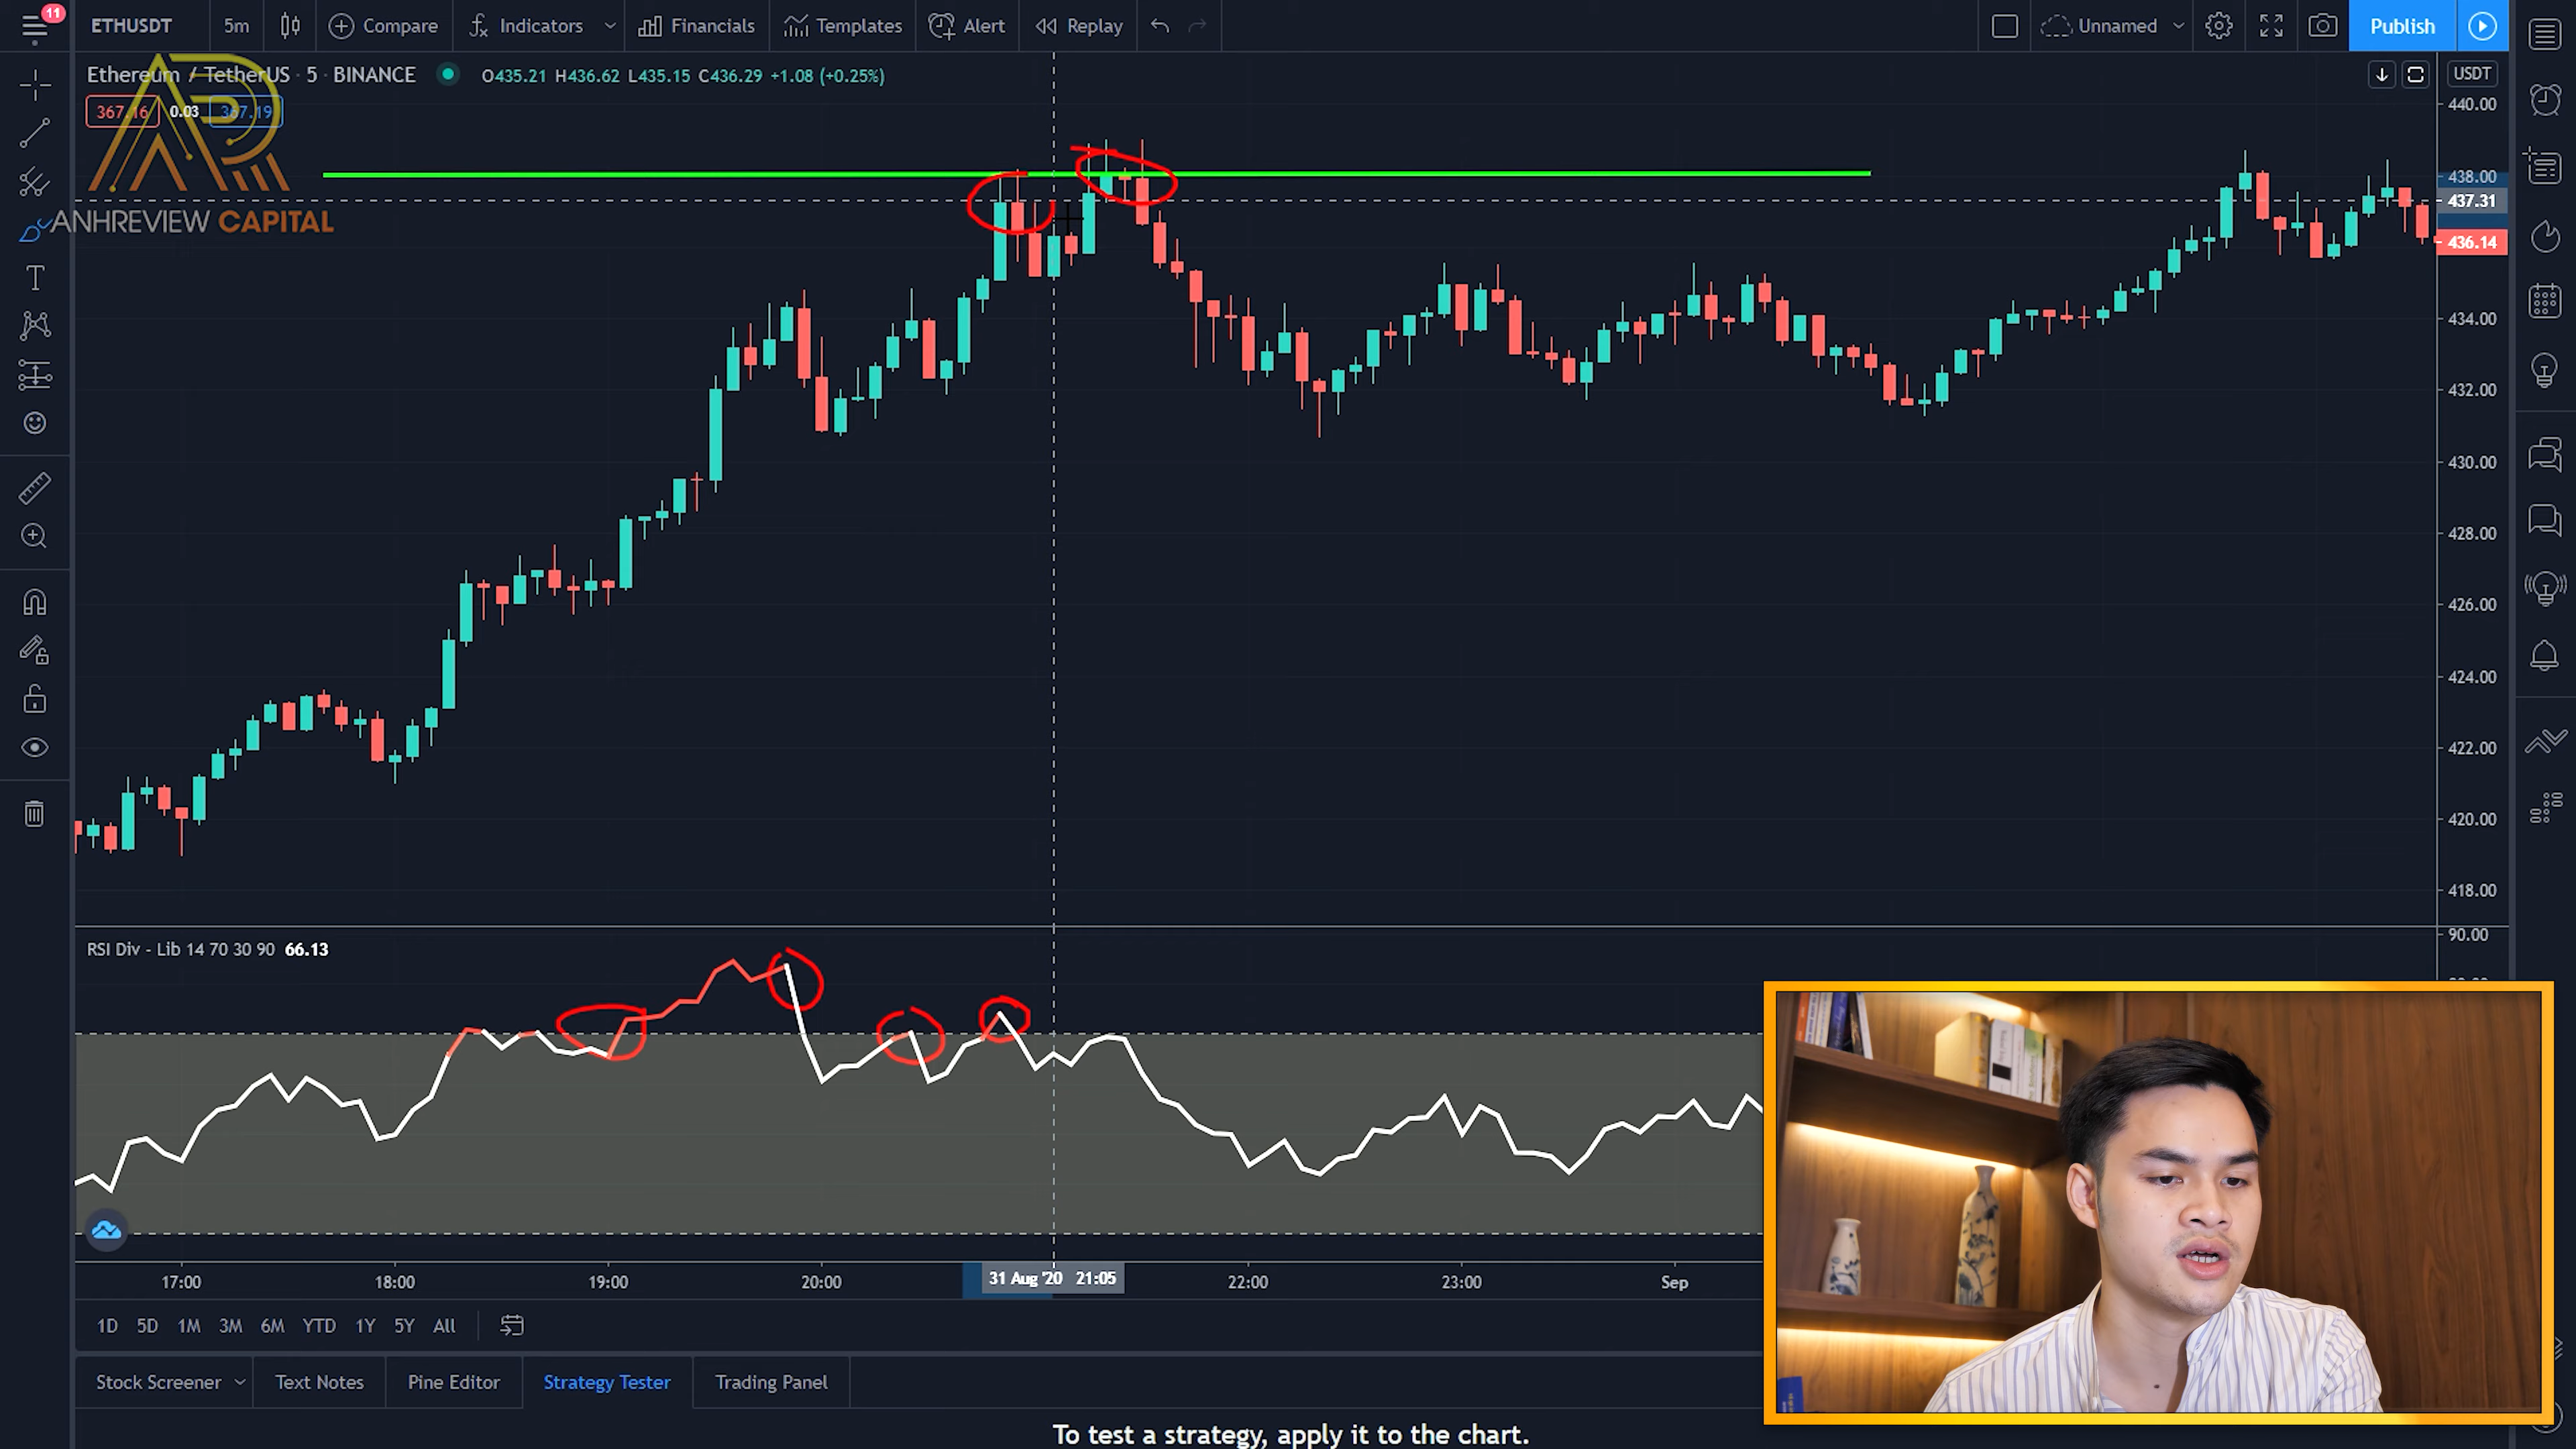 11
ETHUSDT 5m Compare Indicators Financials Templates Alert Replay Unnamed Publish
Ethereum / TetherUS · 5 · BINANCE O435.21 H436.62 L435.15 C436.29 +1.08 (+0.25%) USDT
367.16 0.03 367.19
ANHREVIEW CAPITAL
440.00
438.00
437.31
436.14
434.00
432.00
430.00
428.00
426.00
424.00
422.00
420.00
418.00
RSI Div - Lib 14 70 30 90 66.13
90.00
17:00 18:00 19:00 20:00 31 Aug '20 21:05 22:00 23:00 Sep
1D 5D 1M 3M 6M YTD 1Y 5Y All
Stock Screener Text Notes Pine Editor Strategy Tester Trading Panel
To test a strategy, apply it to the chart.